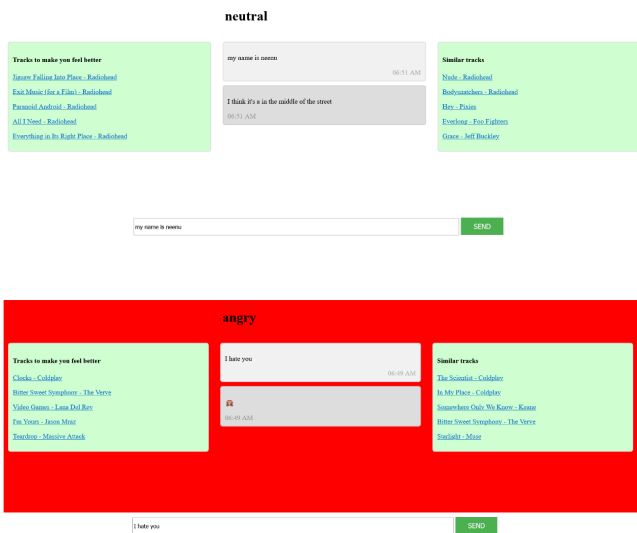 neutral
Tracks to make you feel better
Jigsaw Falling Into Place - Radiohead
Exit Music (for a Film) - Radiohead
Paranoid Android - Radiohead
All I Need - Radiohead
Everything in Its Right Place - Radiohead
my name is neenu
06:51 AM
I think it's a in the middle of the street
06:51 AM
Similar tracks
Nude - Radiohead
Bodysnatchers - Radiohead
Hey - Pixies
Everlong - Foo Fighters
Grace - Jeff Buckley
my name is neenu
SEND
angry
Tracks to make you feel better
Clocks - Coldplay
Bitter Sweet Symphony - The Verve
Video Games - Lana Del Rey
I'm Yours - Jason Mraz
Teardrop - Massive Attack
I hate you
06:49 AM
06:49 AM
Similar tracks
The Scientist - Coldplay
In My Place - Coldplay
Somewhere Only We Know - Keane
Bitter Sweet Symphony - The Verve
Starlight - Muse
I hate you
SEND